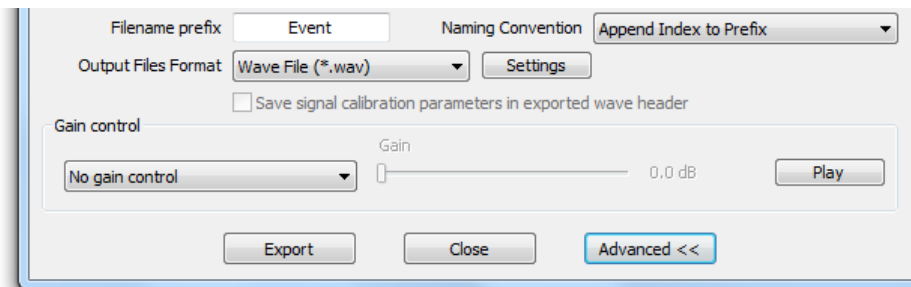 Filename prefix Event Naming Convention Append Index to Prefix
Output Files Format Wave File (*.wav) Settings
Save signal calibration parameters in exported wave header
Gain control
Gain
No gain control 0.0 dB Play
Export Close Advanced <<